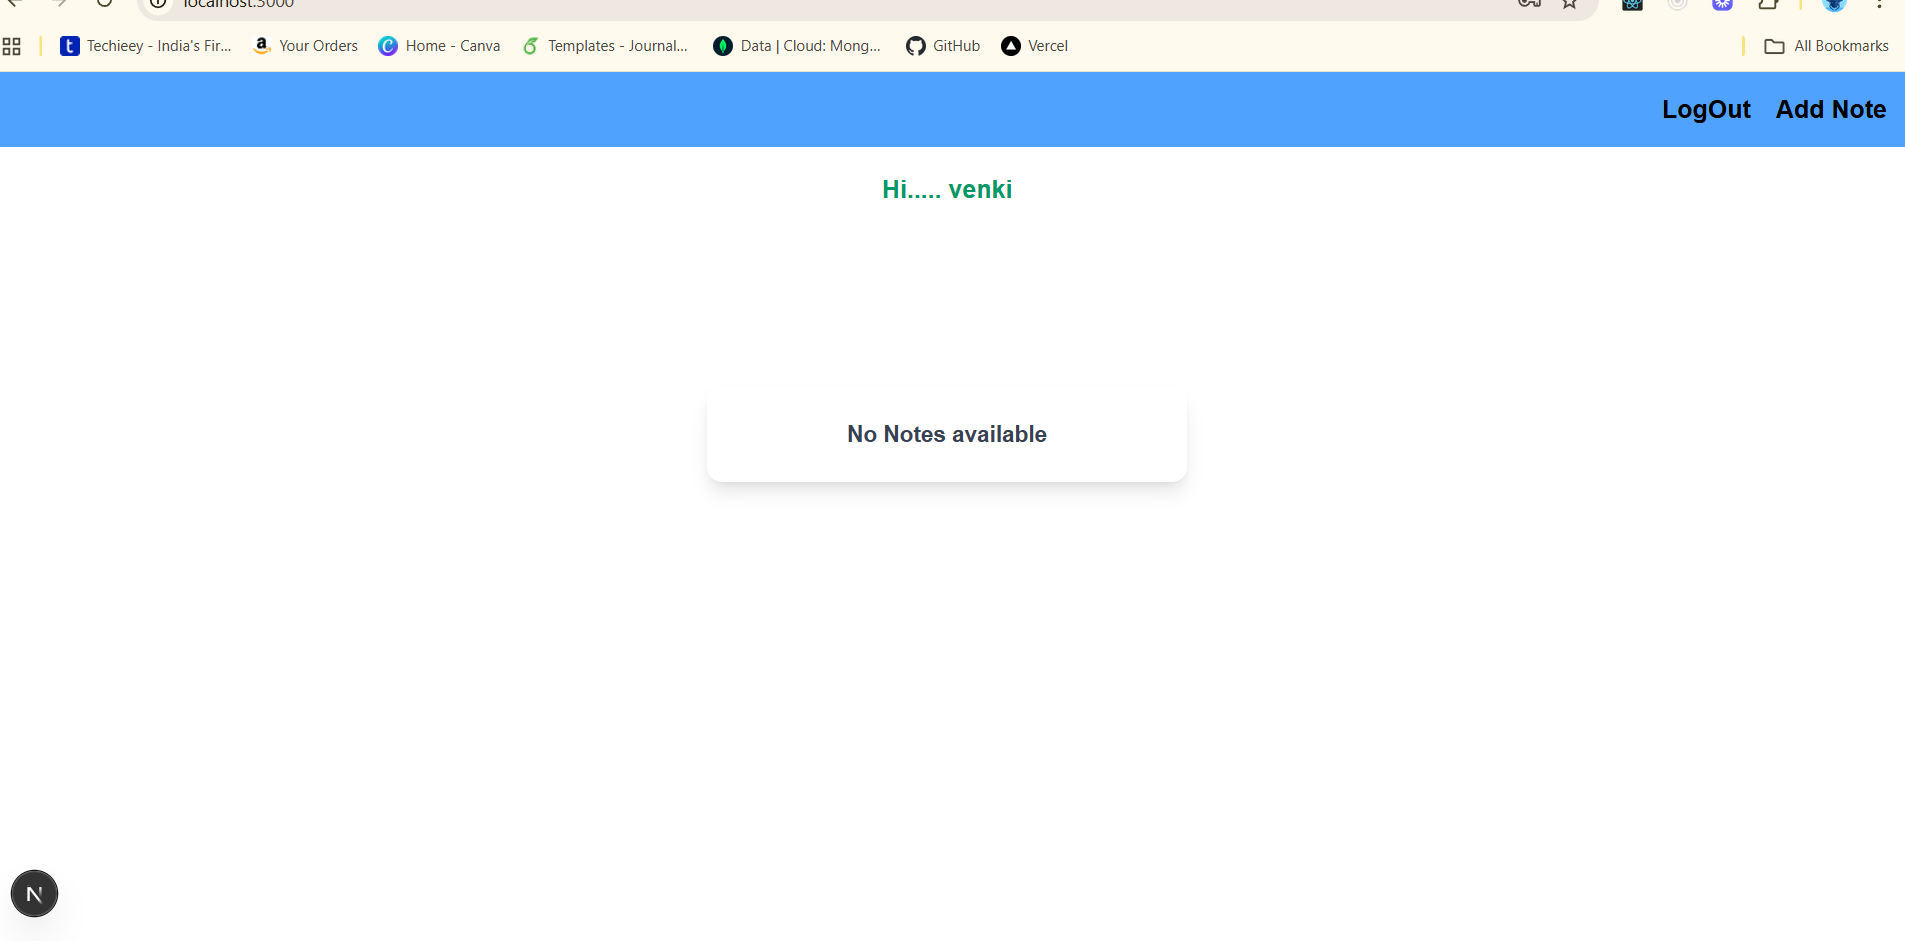 localhost:3000
Techieey - India's Fir...
Your Orders
Home - Canva
Templates - Journal...
Data | Cloud: Mong...
GitHub
Vercel
All Bookmarks
LogOut
Add Note
Hi..... venki
No Notes available